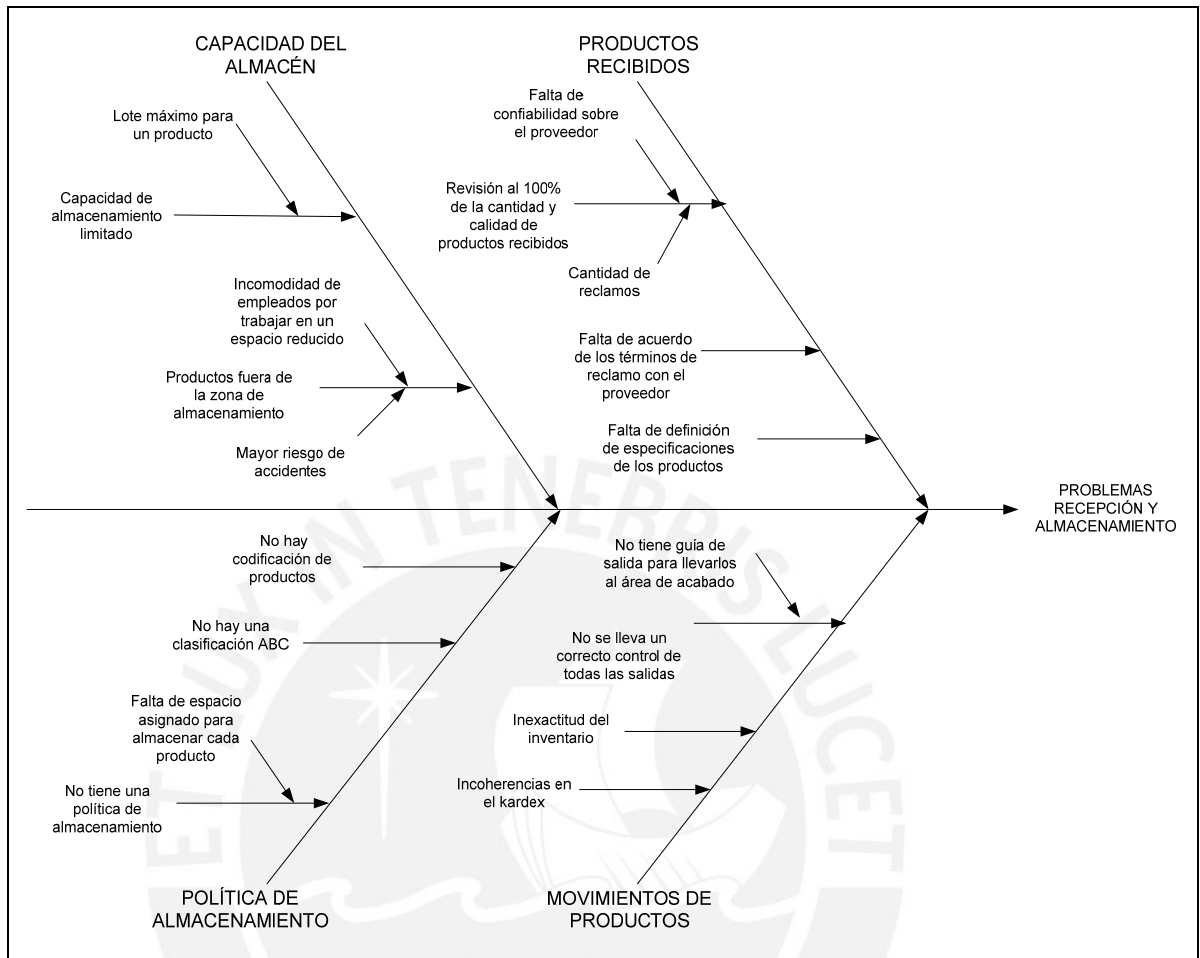 CAPACIDAD DEL
ALMACÉN
PRODUCTOS
RECIBIDOS
Lote máximo para
un producto
Capacidad de
almacenamiento
limitado
Incomodidad de
empleados por
trabajar en un
espacio reducido
Productos fuera de
la zona de
almacenamiento
Mayor riesgo de
accidentes
Falta de
confiabilidad sobre
el proveedor
Revisión al 100%
de la cantidad y
calidad de
productos recibidos
Cantidad de
reclamos
Falta de acuerdo
de los términos de
reclamo con el
proveedor
Falta de definición
de especificaciones
de los productos
PROBLEMAS
RECEPCIÓN Y
ALMACENAMIENTO
No hay
codificación de
productos
No hay una
clasificación ABC
Falta de espacio
asignado para
almacenar cada
producto
No tiene una
política de
almacenamiento
No tiene guía de
salida para llevarlos
al área de acabado
No se lleva un
correcto control de
todas las salidas
Inexactitud del
inventario
Incoherencias en
el kardex
POLÍTICA DE
ALMACENAMIENTO
MOVIMIENTOS DE
PRODUCTOS
ET LUX IN TENEBRIS LUCET